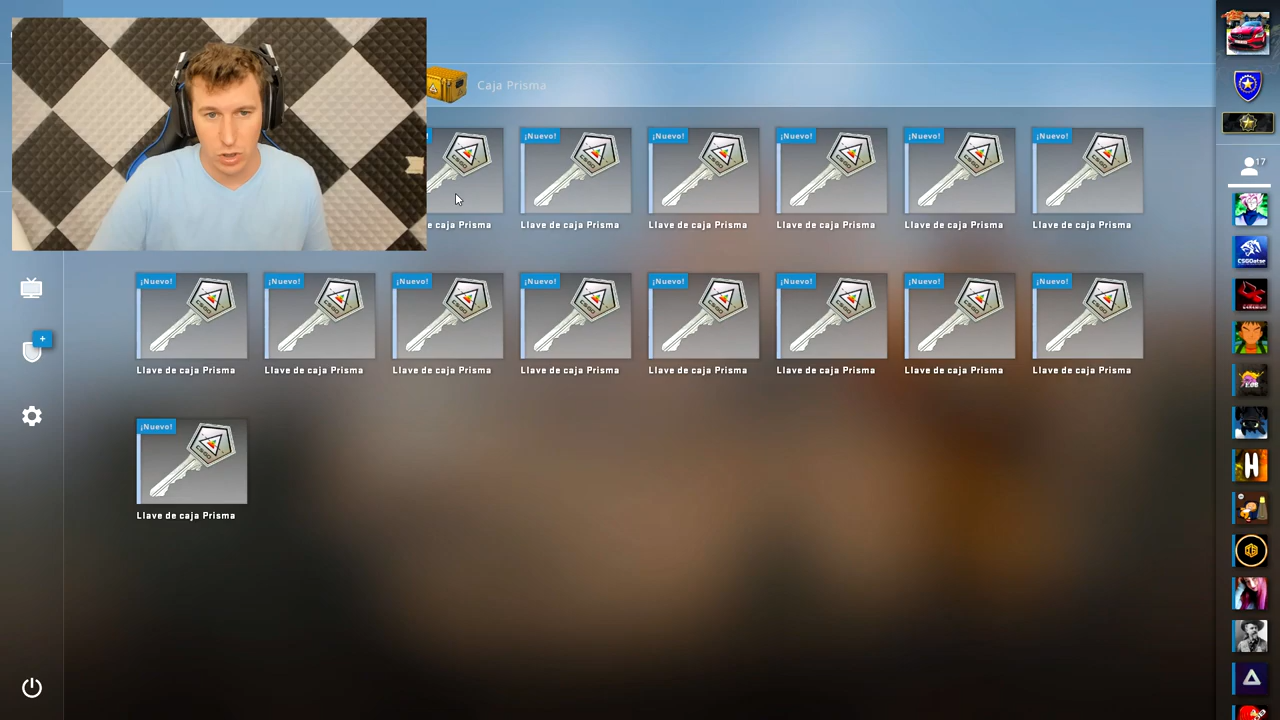 Caja Prisma
17
¡Nuevo! ¡Nuevo! ¡Nuevo! ¡Nuevo! ¡Nuevo!
e caja Prisma Llave de caja Prisma Llave de caja Prisma Llave de caja Prisma Llave de caja Prisma Llave de caja Prisma
¡Nuevo! ¡Nuevo! ¡Nuevo! ¡Nuevo! ¡Nuevo! ¡Nuevo! ¡Nuevo! ¡Nuevo!
Llave de caja Prisma Llave de caja Prisma Llave de caja Prisma Llave de caja Prisma Llave de caja Prisma Llave de caja Prisma Llave de caja Prisma Llave de caja Prisma
¡Nuevo!
Llave de caja Prisma